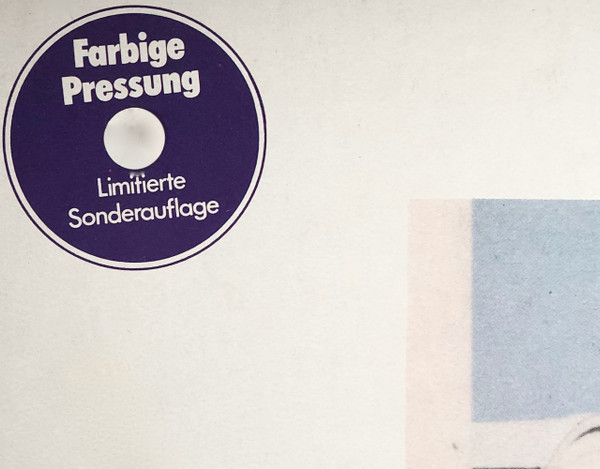 Farbige
Pressung
Limitierte
Sonderauflage